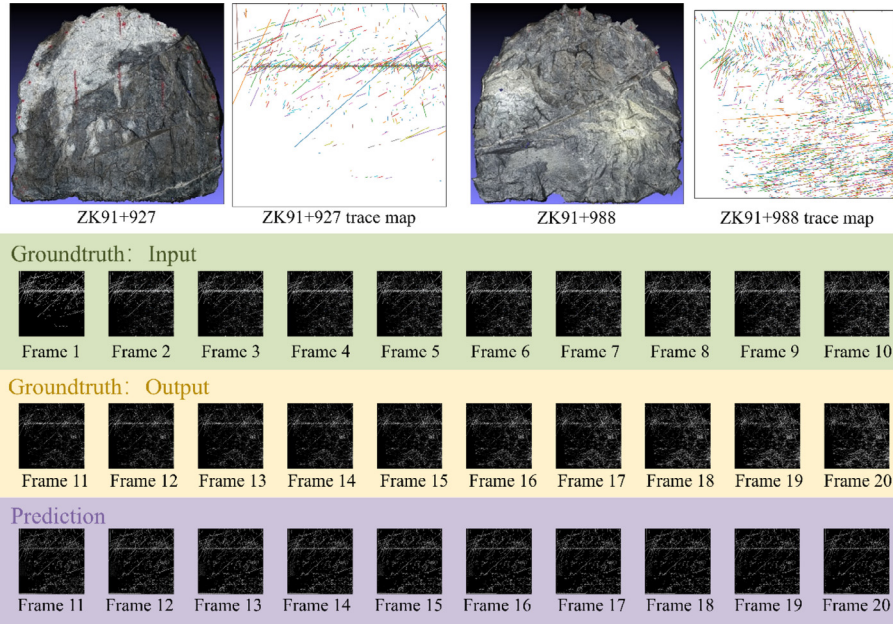 ZK91+927 ZK91+927 trace map ZK91+988 ZK91+988 trace map
Groundtruth: Input
Frame 1 Frame 2 Frame 3 Frame 4 Frame 5 Frame 6 Frame 7 Frame 8 Frame 9 Frame 10
Groundtruth: Output
Frame 11 Frame 12 Frame 13 Frame 14 Frame 15 Frame 16 Frame 17 Frame 18 Frame 19 Frame 20
Prediction
Frame 11 Frame 12 Frame 13 Frame 14 Frame 15 Frame 16 Frame 17 Frame 18 Frame 19 Frame 20